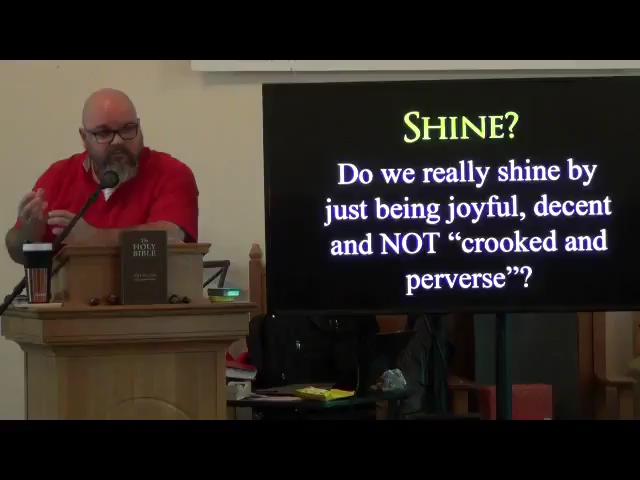 SHINE?
Do we really shine by
just being joyful, decent
and NOT “crooked and
perverse”?
THE
HOLY
BIBLE